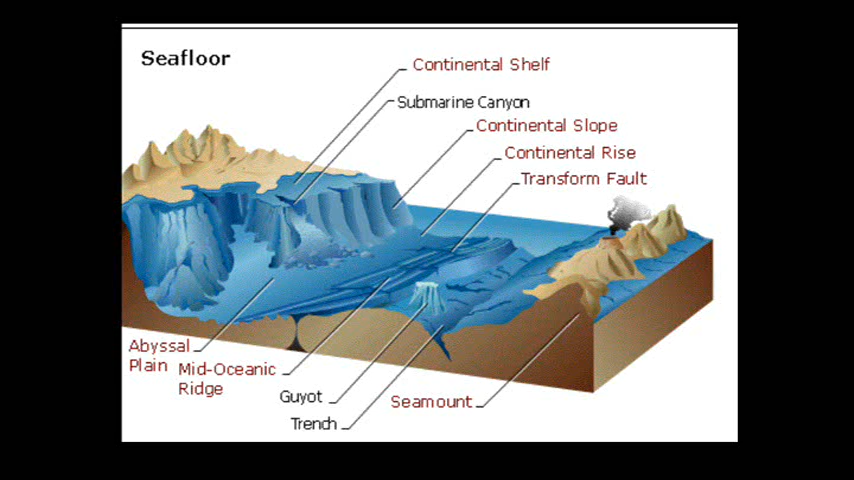 Seafloor
Continental Shelf
Submarine Canyon
Continental Slope
Continental Rise
Transform Fault
Abyssal
Plain
Mid-Oceanic
Ridge
Guyot
Trench
Seamount